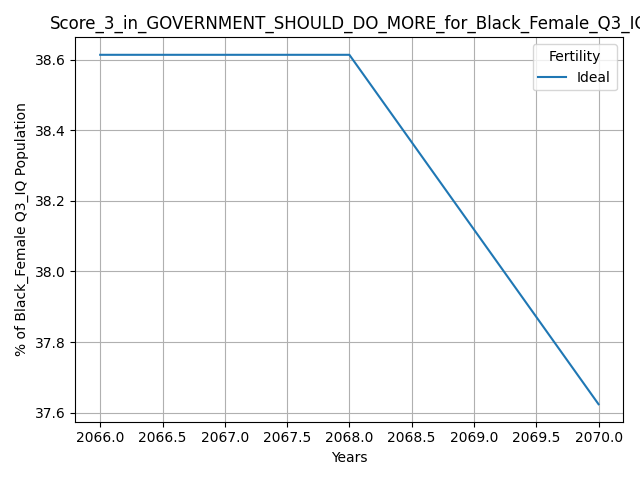 Score_3_in_GOVERNMENT_SHOULD_DO_MORE_for_Black_Female_Q3_IQ
Fertility
Ideal
38.6
38.4
38.2
38.0
37.8
37.6
% of Black_Female Q3_IQ Population
2066.0 2066.5 2067.0 2067.5 2068.0 2068.5 2069.0 2069.5 2070.0
Years